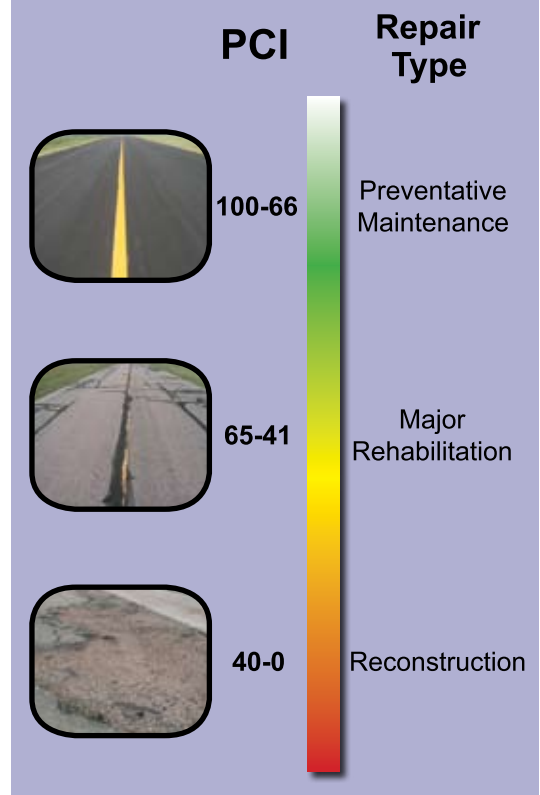 PCI
Repair
Type
100-66
Preventative
Maintenance
65-41
Major
Rehabilitation
40-0
Reconstruction